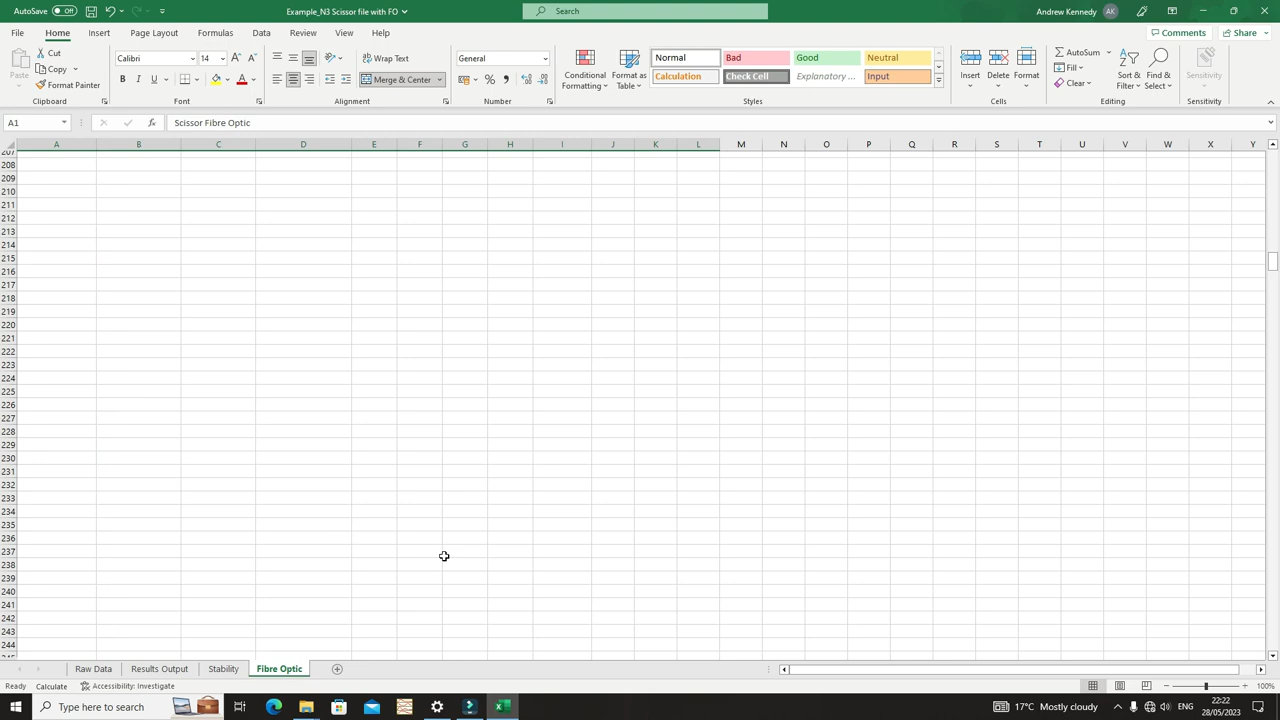 AutoSave Off Example_N3 Scissor file with FO Search Andrew Kennedy AK
File Home Insert Page Layout Formulas Data Review View Help Comments Share
Paste Cut Copy Format Painter
Calibri 14 B I U
Wrap Text Merge & Center
General
Conditional Formatting
Format as Table
Normal Bad Good Neutral
Calculation Check Cell Explanatory ... Input
Insert Delete Format
AutoSum Fill Clear
Sort & Filter
Find & Select
Sensitivity
Clipboard Font Alignment Number Styles Cells Editing Sensitivity
A1 fx Scissor Fibre Optic
A B C D E F G H I J K L M N O P Q R S T U V W X Y
207
208
209
210
211
212
213
214
215
216
217
218
219
220
221
222
223
224
225
226
227
228
229
230
231
232
233
234
235
236
237
238
239
240
241
242
243
244
Raw Data Results Output Stability Fibre Optic
Ready Calculate Accessibility: Investigate 100%
Type here to search 17°C Mostly cloudy ENG 22:22
28/05/2023